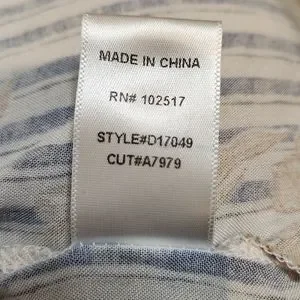 MADE IN CHINA
RN# 102517
STYLE#D17049
CUT#A7979